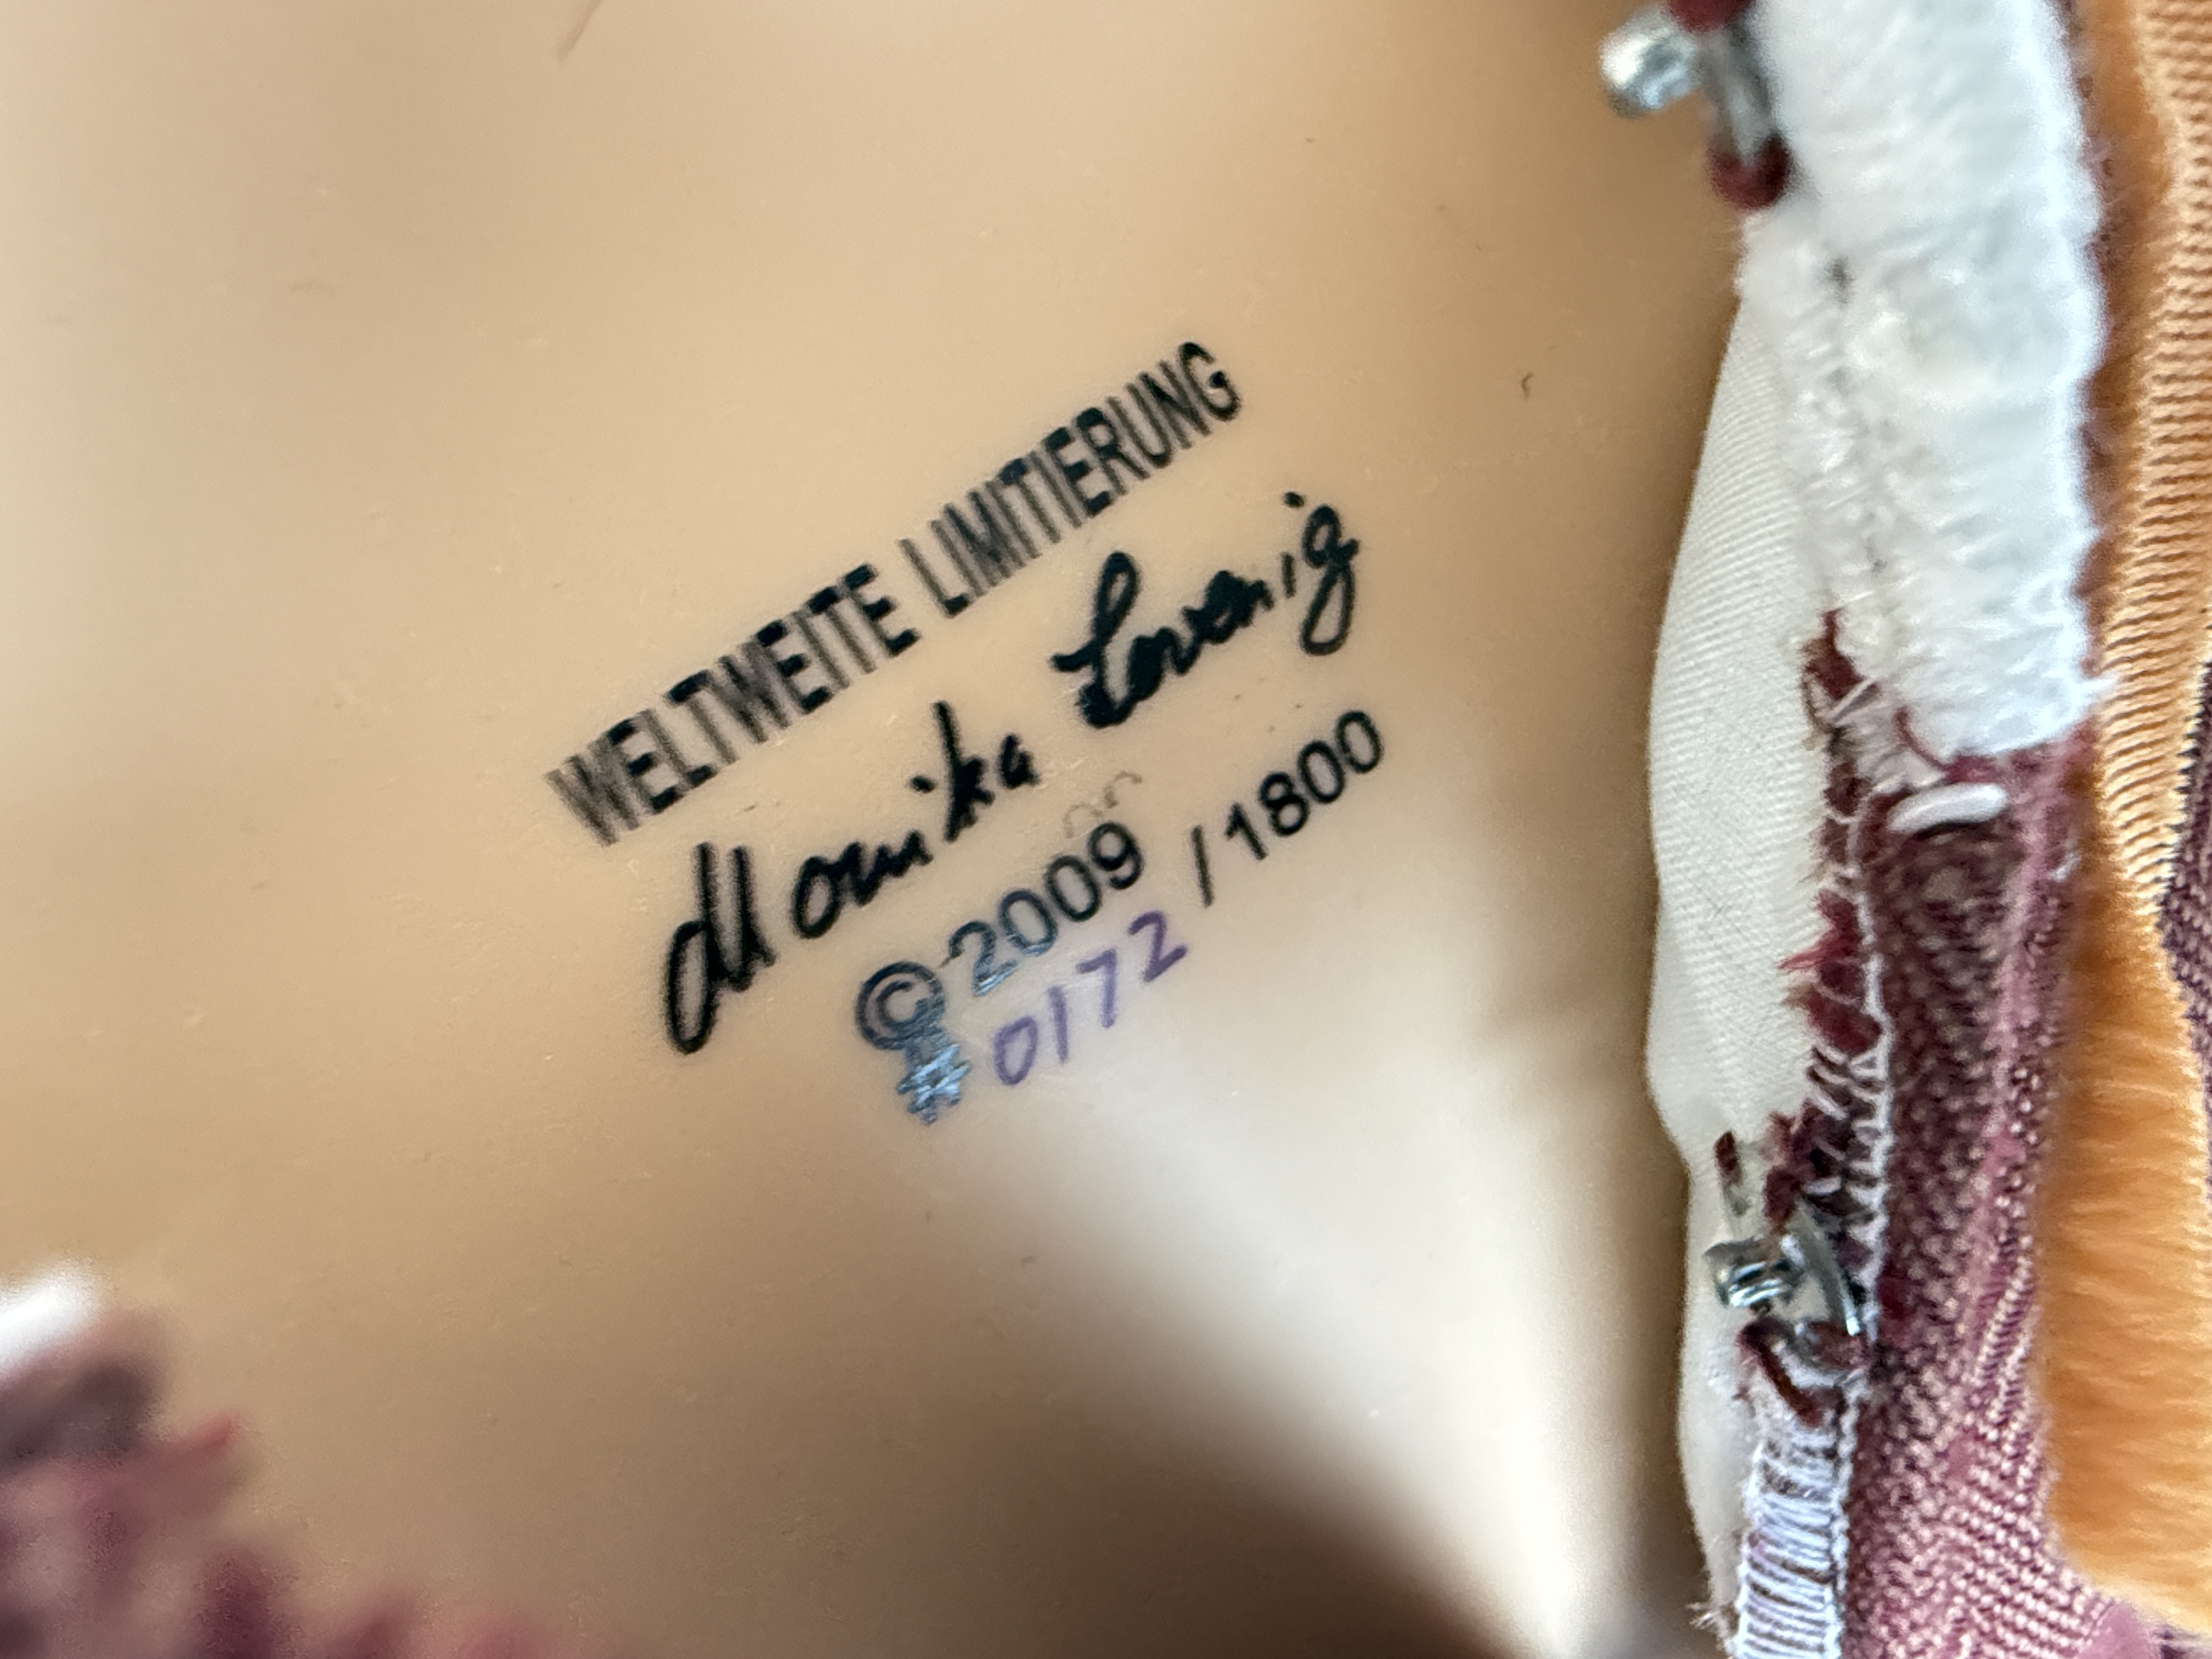 WELTWEITE LIMITIERUNG
Monika Levenig
© 2009
# 0172 /1800